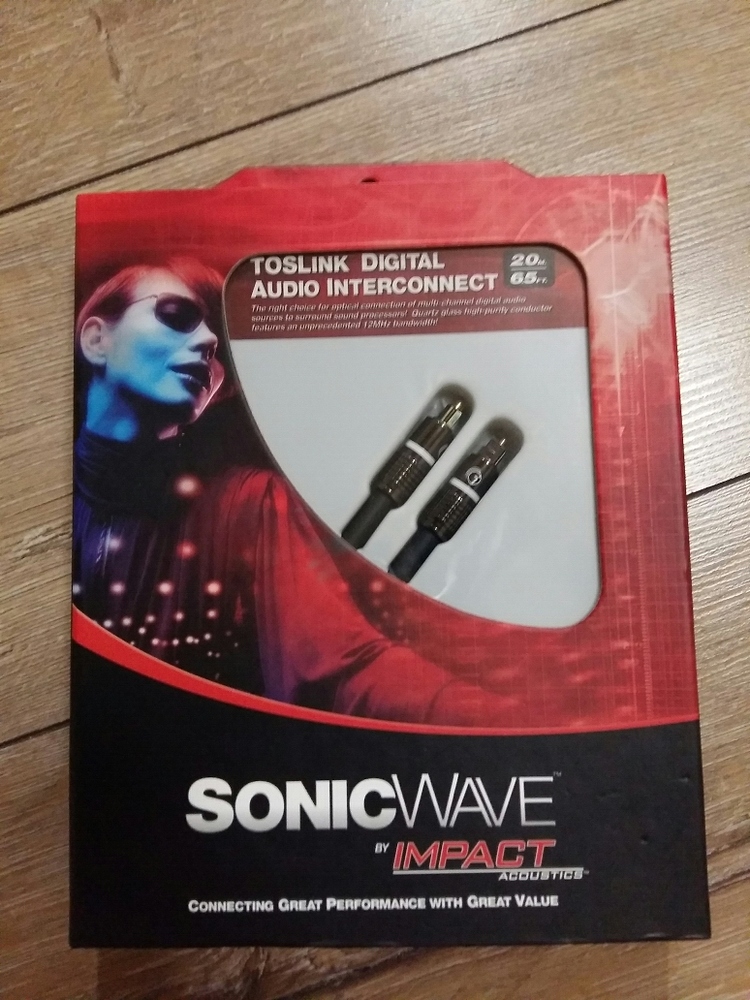 TOSLINK DIGITAL
AUDIO INTERCONNECT
20M.
65FT.
The right choice for optical connection of multi-channel digital audio
sources to surround sound processors! Quartz glass high-purity conductor
features an unprecedented 12MHz bandwidth!
SONICWAVE™
BY IMPACT
ACOUSTICS™
CONNECTING GREAT PERFORMANCE WITH GREAT VALUE